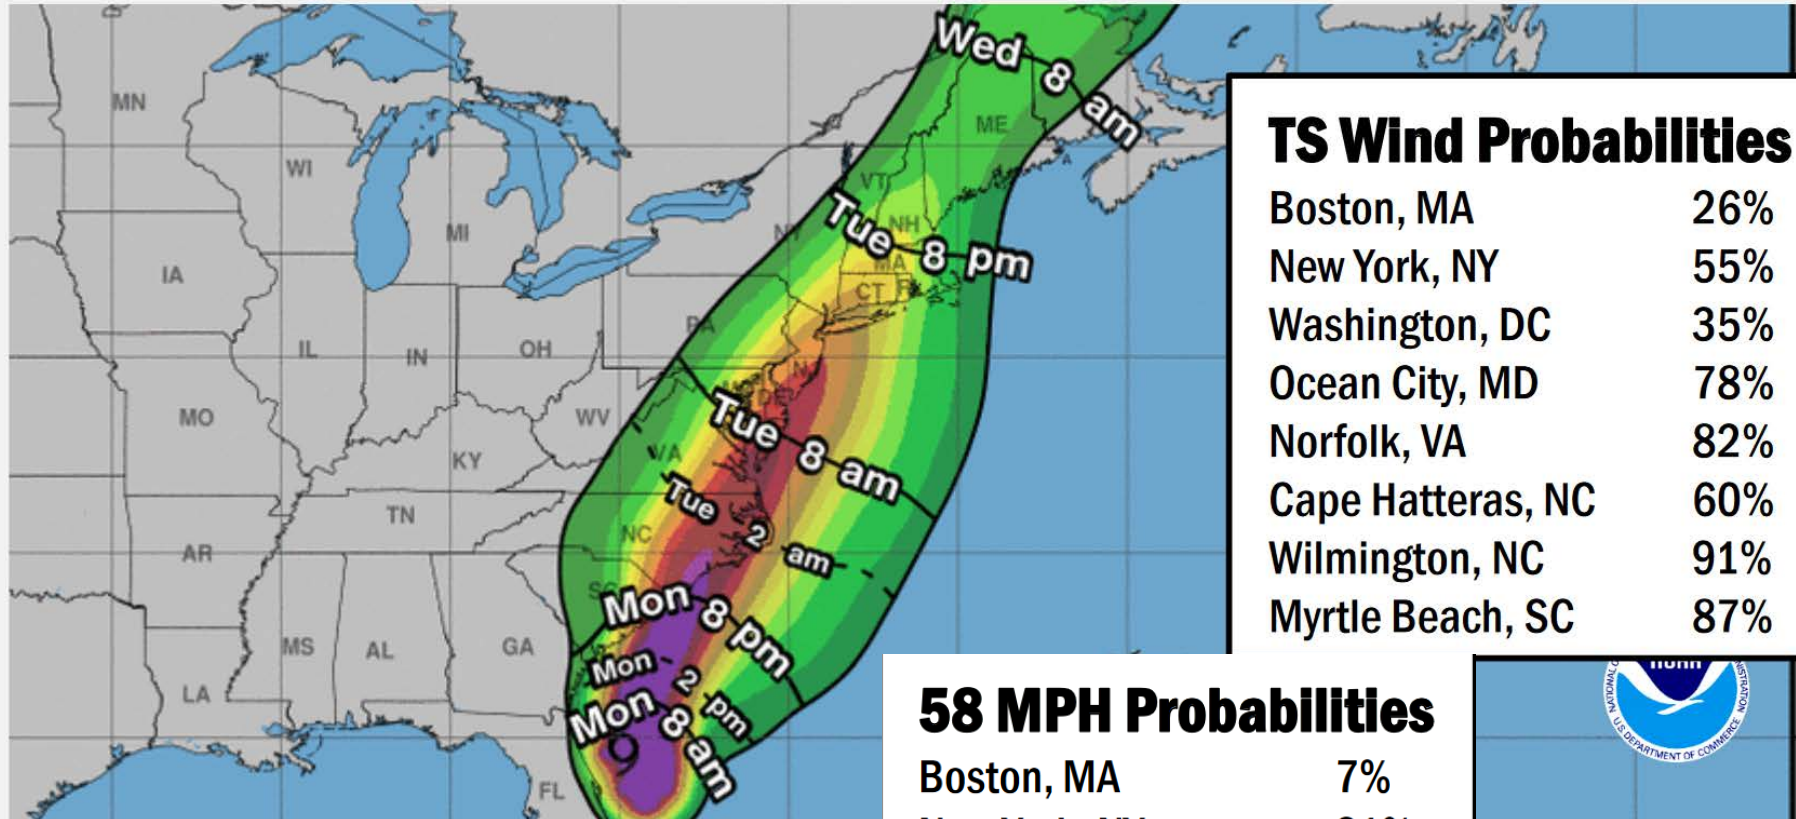 Wed 8 am
MN
ME
WI
VT
MI
NH
Tue 8 pm
MA
IA
CT
PA
IL
IN
OH
MO
WV
Tue 8 am
VA
KY
Tue 2 am
TN
NC
AR
Mon 8 pm
MS
AL
GA
Mon 2 pm
LA
Mon 8 am
FL
TS Wind Probabilities
Boston, MA 26%
New York, NY 55%
Washington, DC 35%
Ocean City, MD 78%
Norfolk, VA 82%
Cape Hatteras, NC 60%
Wilmington, NC 91%
Myrtle Beach, SC 87%
58 MPH Probabilities
Boston, MA 7%
U.S. DEPARTMENT OF COMMERCE